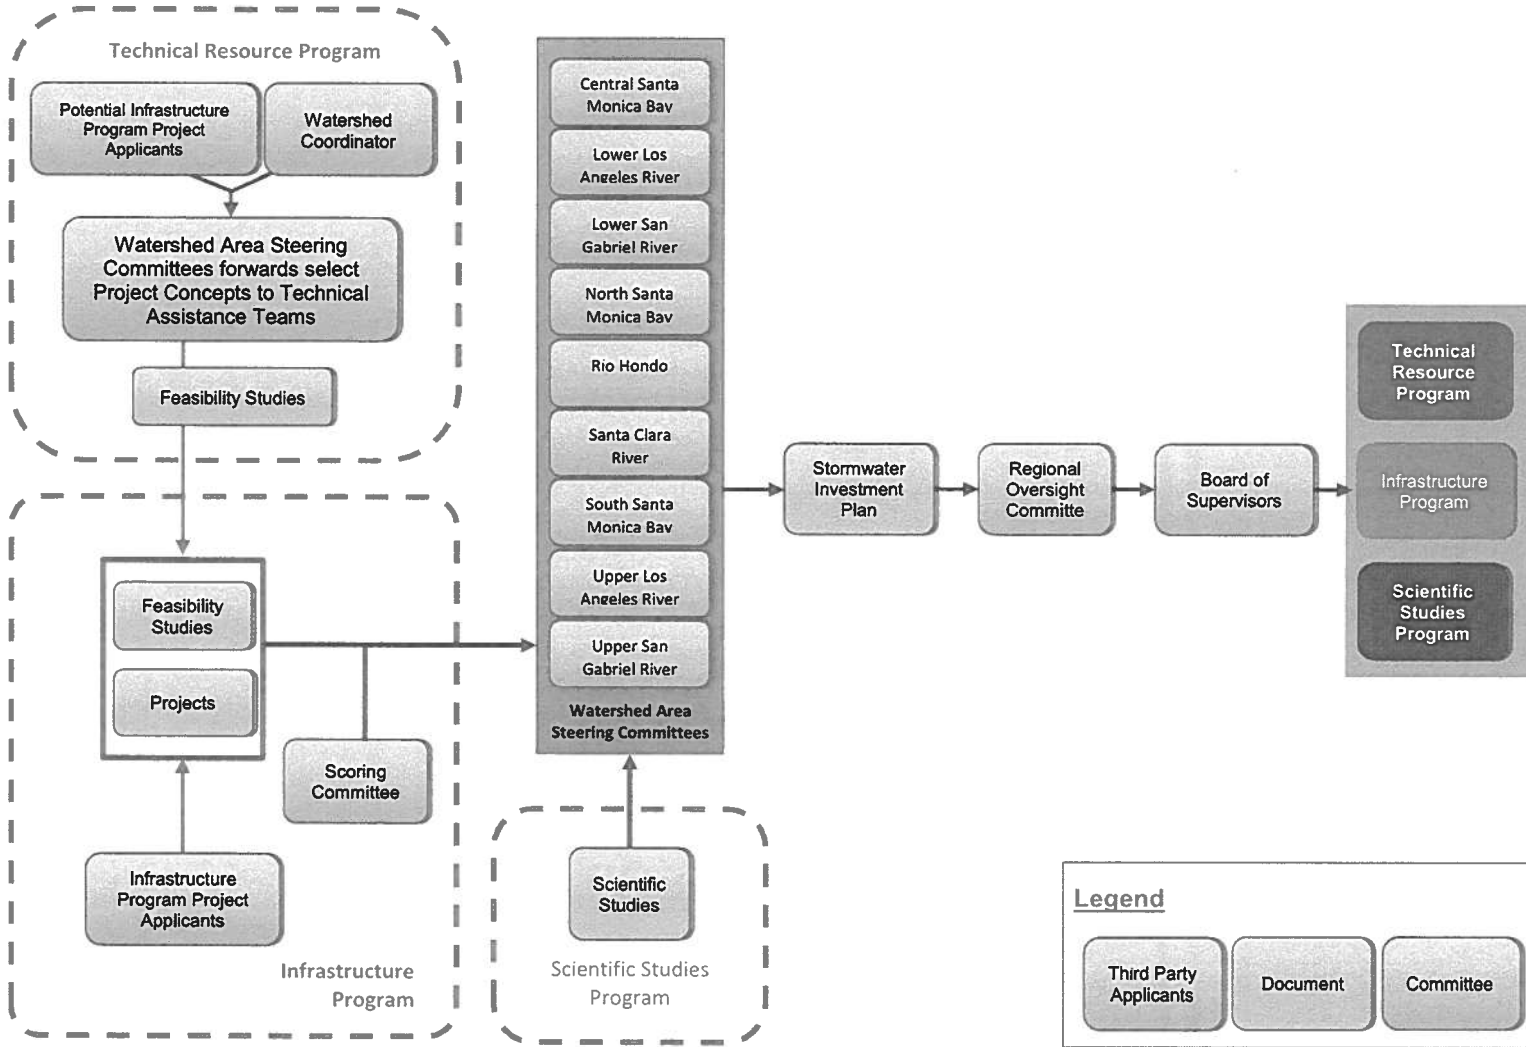 Technical Resource Program
Potential Infrastructure
Program Project
Applicants
Watershed
Coordinator
Watershed Area Steering
Committees forwards select
Project Concepts to Technical
Assistance Teams
Feasibility Studies
Feasibility
Studies
Projects
Scoring
Committee
Infrastructure
Program Project
Applicants
Infrastructure
Program
Central Santa
Monica Bay
Lower Los
Angeles River
Lower San
Gabriel River
North Santa
Monica Bay
Rio Hondo
Santa Clara
River
South Santa
Monica Bay
Upper Los
Angeles River
Upper San
Gabriel River
Watershed Area
Steering Committees
Scientific
Studies
Scientific Studies
Program
Stormwater
Investment
Plan
Regional
Oversight
Committe
Board of
Supervisors
Technical
Resource
Program
Infrastructure
Program
Scientific
Studies
Program
Legend
Third Party
Applicants
Document
Committee